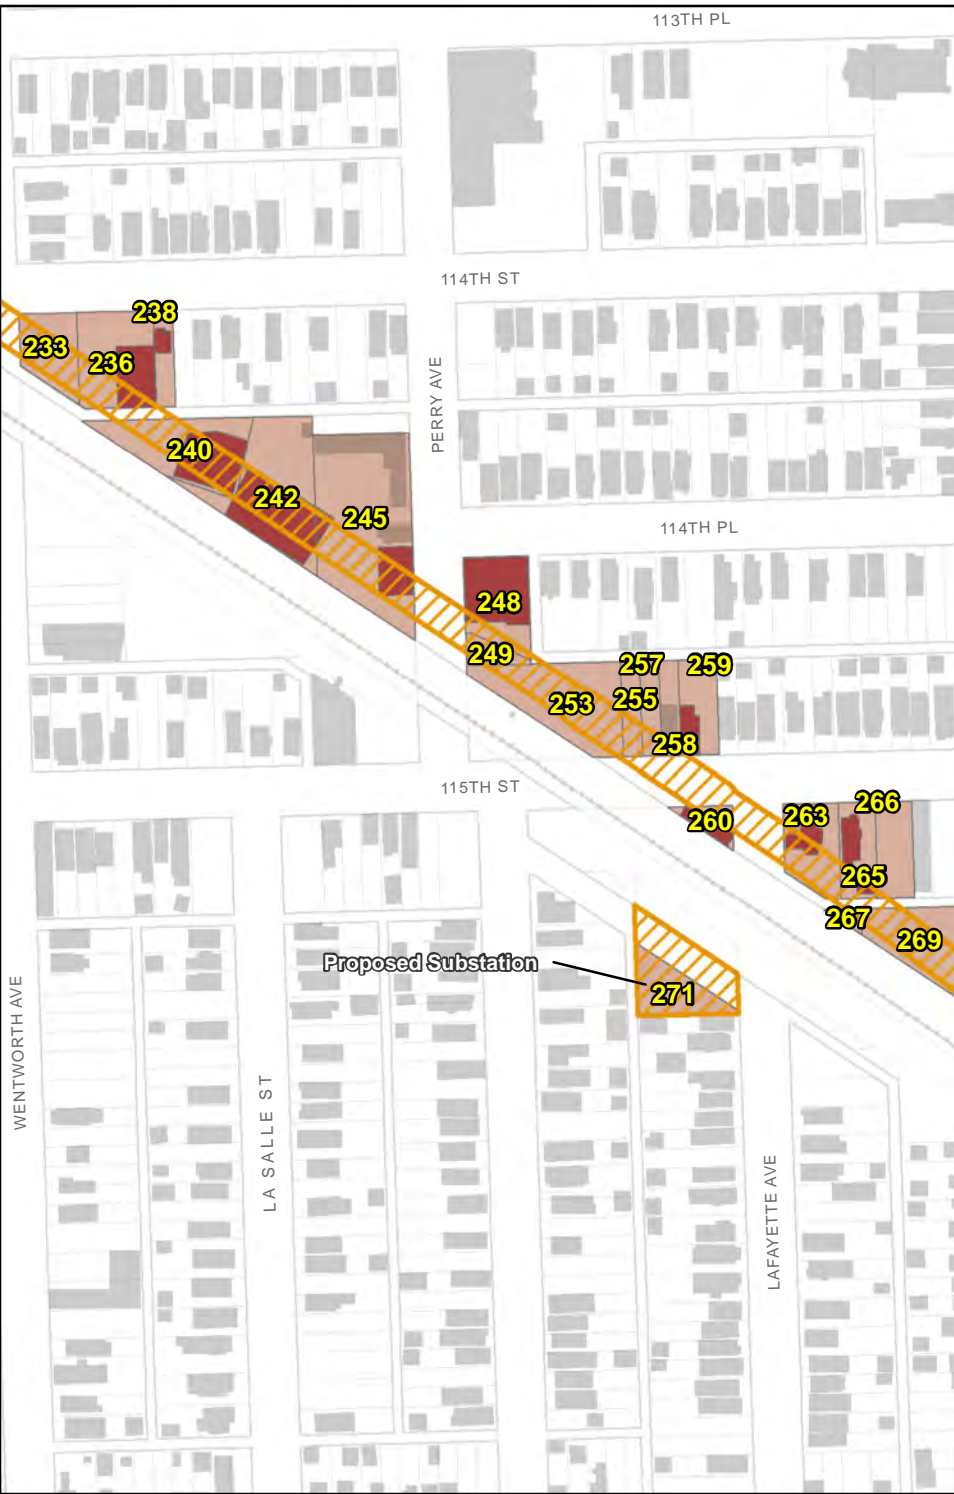 113TH PL
114TH ST
238
233
236
PERRY AVE
240
242
245
114TH PL
248
249
257
259
253
255
258
115TH ST
260
263
266
265
267
269
Proposed Substation
271
WENTWORTH AVE
LA SALLE ST
LAFAYETTE AVE